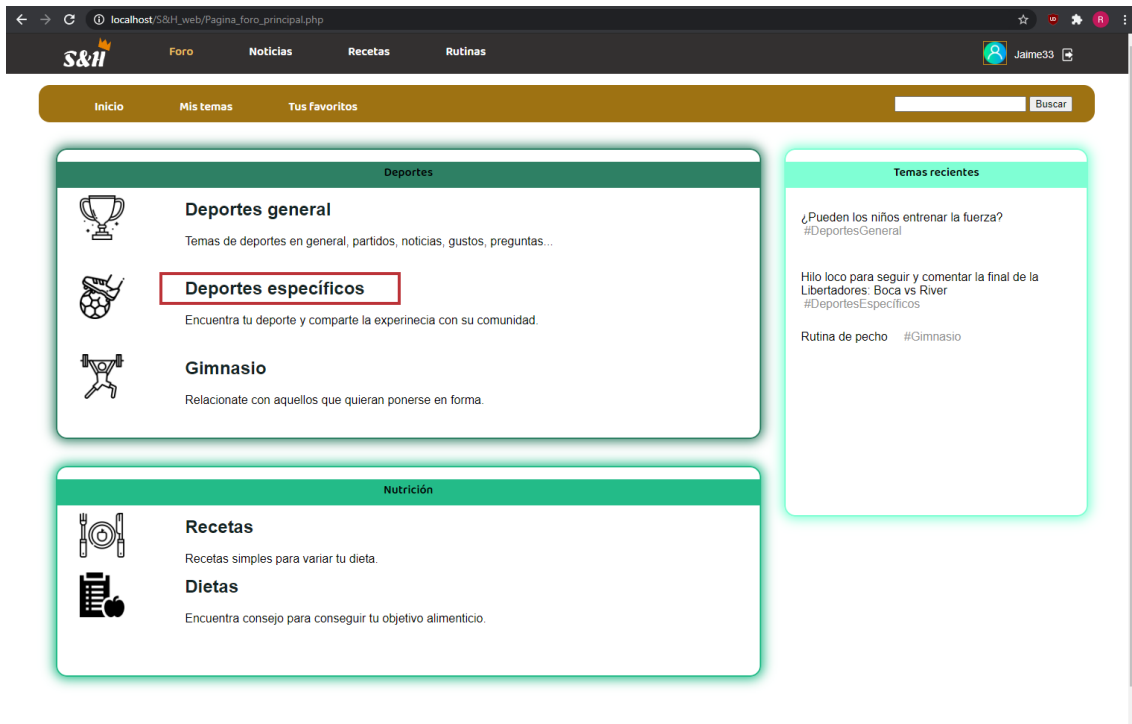 localhost/S&H_web/Pagina_foro_principal.php
R
S&H
Foro Noticias Recetas Rutinas
Jaime33
Inicio Mis temas Tus favoritos
Buscar
Deportes
Deportes general
Temas de deportes en general, partidos, noticias, gustos, preguntas...
Deportes específicos
Encuentra tu deporte y comparte la experinecia con su comunidad.
Gimnasio
Relacionate con aquellos que quieran ponerse en forma.
Nutrición
Recetas
Recetas simples para variar tu dieta.
Dietas
Encuentra consejo para conseguir tu objetivo alimenticio.
Temas recientes
¿Pueden los niños entrenar la fuerza?
#DeportesGeneral
Hilo loco para seguir y comentar la final de la
Libertadores: Boca vs River
#DeportesEspecíficos
Rutina de pecho #Gimnasio